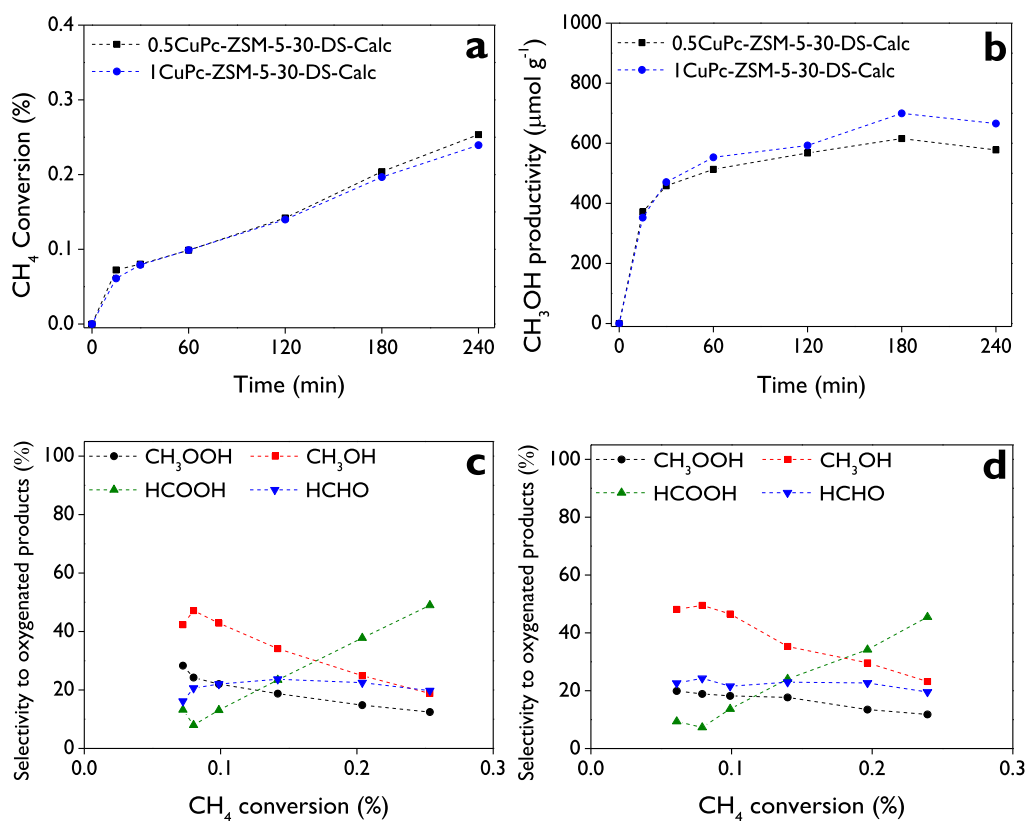 a
0.5CuPc-ZSM-5-30-DS-Calc
1CuPc-ZSM-5-30-DS-Calc
0.4
0.3
0.2
0.1
0.0
CH₄ Conversion (%)
0 60 120 180 240
Time (min)
b
0.5CuPc-ZSM-5-30-DS-Calc
1CuPc-ZSM-5-30-DS-Calc
1000
800
600
400
200
0
CH₃OH productivity (μmol g⁻¹)
0 60 120 180 240
Time (min)
c
CH₃OOH CH₃OH
HCOOH HCHO
100
80
60
40
20
0
Selectivity to oxygenated products (%)
0.0 0.1 0.2 0.3
CH₄ conversion (%)
d
CH₃OOH CH₃OH
HCOOH HCHO
100
80
60
40
20
0
Selectivity to oxygenated products (%)
0.0 0.1 0.2 0.3
CH₄ conversion (%)